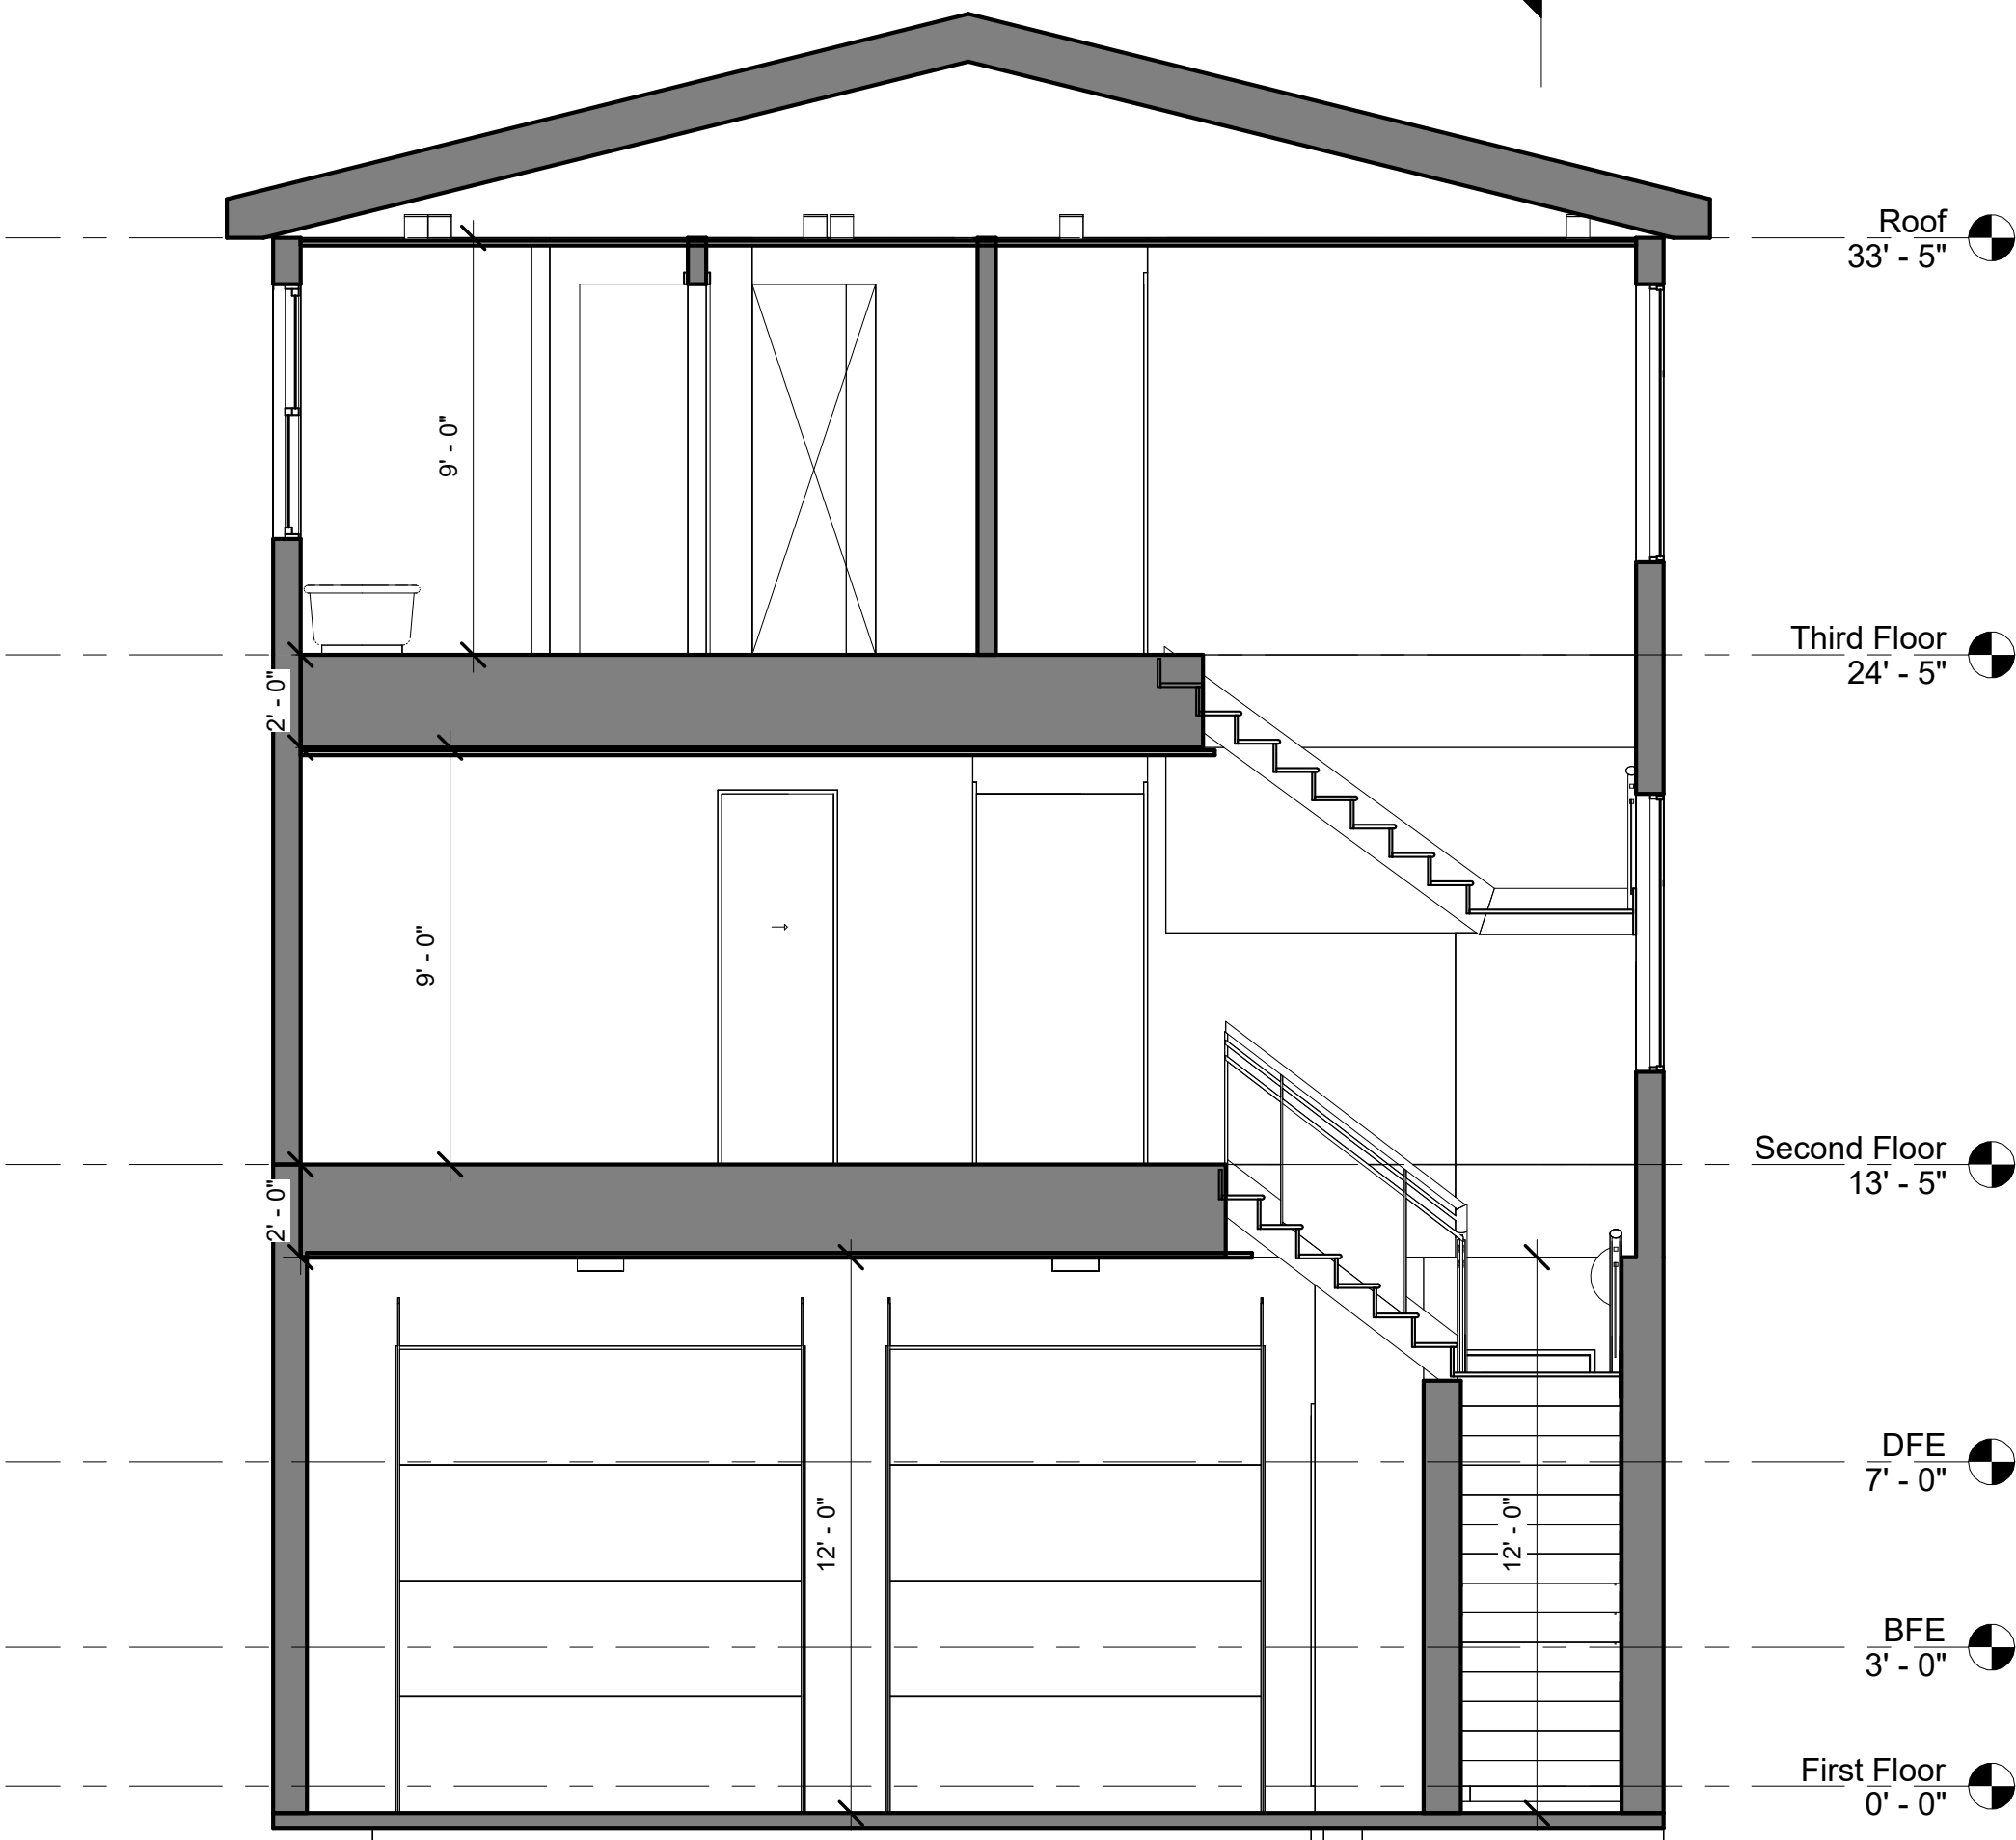 Roof
33' - 5"
9' - 0"
Third Floor
24' - 5"
2' - 0"
9' - 0"
Second Floor
13' - 5"
2' - 0"
DFE
7' - 0"
12' - 0"
12' - 0"
BFE
3' - 0"
First Floor
0' - 0"